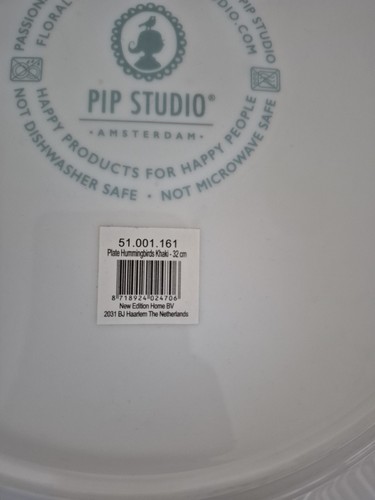 PASSION
FLORAL
DIO.COM
PIP STUDIO
PIP STUDIO®
• AMSTERDAM •
HAPPY PRODUCTS FOR HAPPY PEOPLE
NOT DISHWASHER SAFE • NOT MICROWAVE SAFE
51.001.161
Plate Hummingbirds Khaki - 32 cm
8 718924 024706
New Edition Home BV
2031 BJ Haarlem The Netherlands